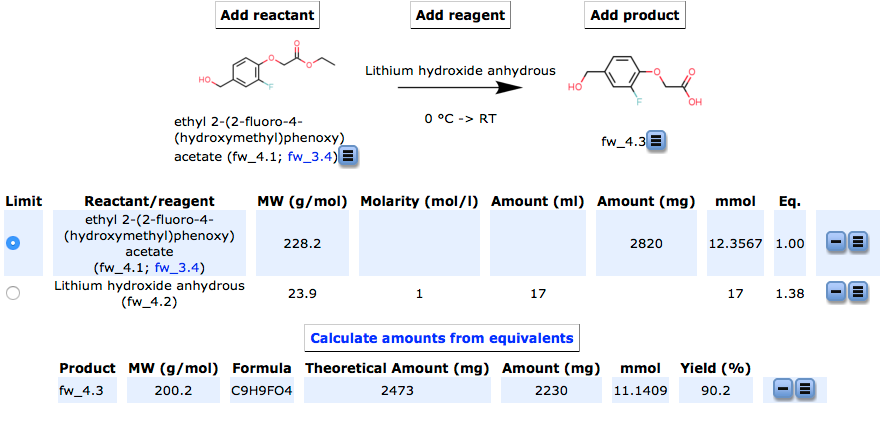 Add reactant
Add reagent
Add product
O
O
O
HO
F
Lithium hydroxide anhydrous
0 °C -> RT
O
O
HO
F
OH
ethyl 2-(2-fluoro-4-
(hydroxymethyl)phenoxy)
acetate (fw_4.1; fw_3.4)
fw_4.3
Limit Reactant/reagent MW (g/mol) Molarity (mol/l) Amount (ml) Amount (mg) mmol Eq.
ethyl 2-(2-fluoro-4-
(hydroxymethyl)phenoxy)
acetate
(fw_4.1; fw_3.4)
228.2 2820 12.3567 1.00
Lithium hydroxide anhydrous
(fw_4.2)
23.9 1 17 17 1.38
Calculate amounts from equivalents
Product MW (g/mol) Formula Theoretical Amount (mg) Amount (mg) mmol Yield (%)
fw_4.3 200.2 C9H9FO4 2473 2230 11.1409 90.2